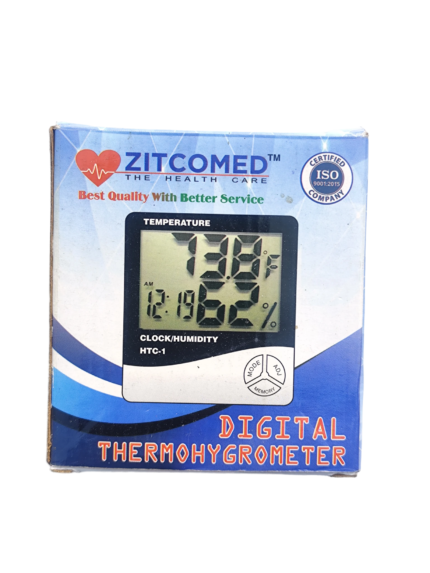 ZITCOMED™
THE HEALTH CARE
Best Quality With Better Service
CERTIFIED
ISO
9001:2015
COMPANY
TEMPERATURE
73.8°F
AM
12:19 62%
CLOCK/HUMIDITY
HTC-1
MODE
ADJ
MEMORY
DIGITAL
THERMOHYGROMETER